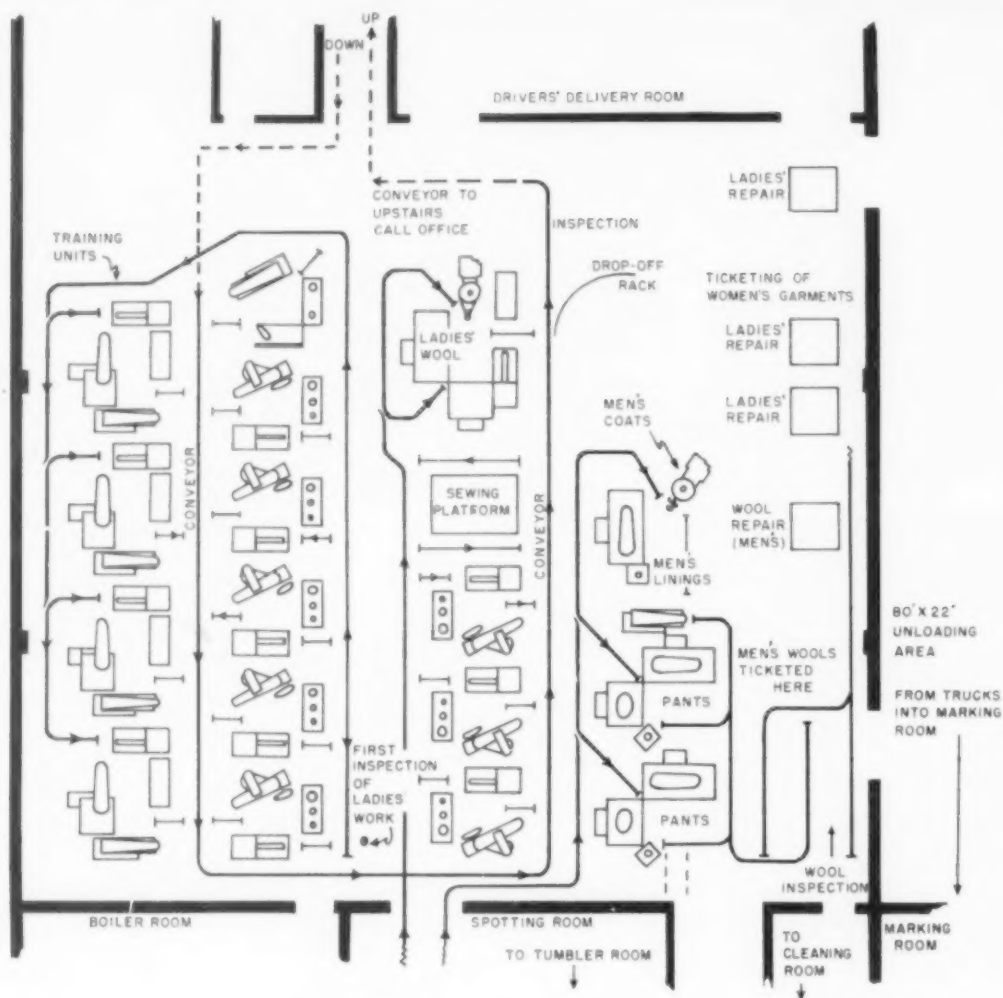 UP
DOWN
DRIVERS' DELIVERY ROOM
LADIES'
REPAIR
CONVEYOR TO
UPSTAIRS
CALL OFFICE
INSPECTION
TRAINING
UNITS
DROP-OFF
RACK
TICKETING OF
WOMEN'S GARMENTS
LADIES'
REPAIR
LADIES'
WOOL
LADIES'
REPAIR
MEN'S
COATS
CONVEYOR
SEWING
PLATFORM
CONVEYOR
WOOL
REPAIR
(MEN'S)
MEN'S
LININGS
80' X 22'
UNLOADING
AREA
MEN'S WOOLS
TICKETED
HERE
PANTS
FROM TRUCKS
INTO MARKING
ROOM
FIRST
INSPECTION
OF
LADIES
WORK
PANTS
WOOL
INSPECTION
BOILER ROOM
SPOTTING ROOM
MARKING
ROOM
TO TUMBLER ROOM
TO
CLEANING
ROOM